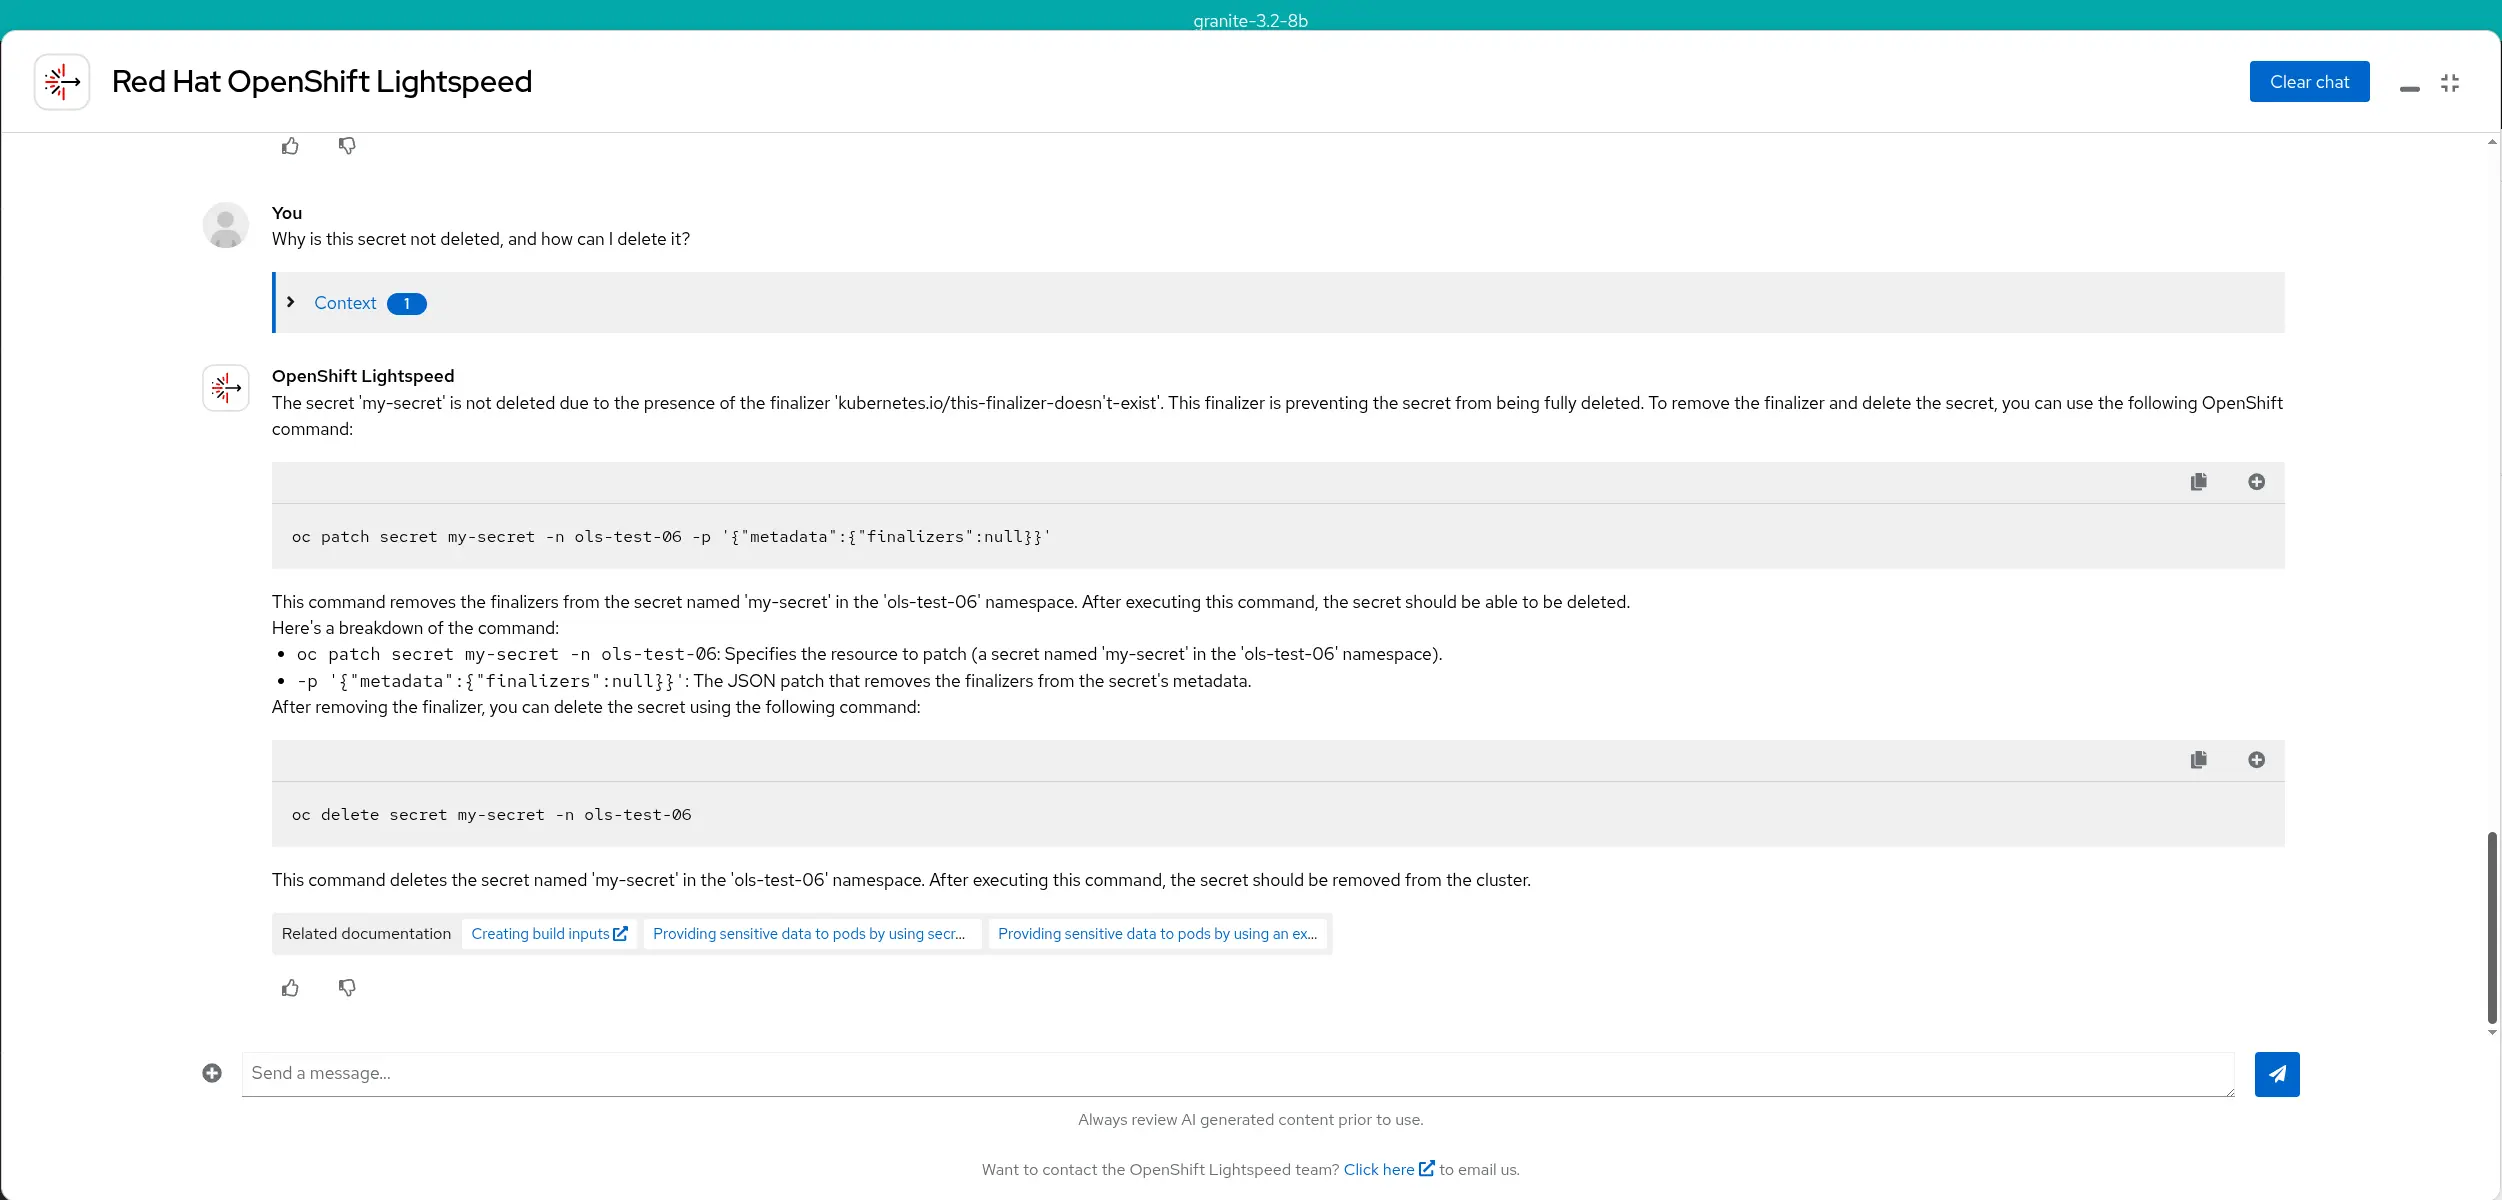 granite-3.2-8b
Red Hat OpenShift Lightspeed
Clear chat
You
Why is this secret not deleted, and how can I delete it?
Context 1
OpenShift Lightspeed
The secret 'my-secret' is not deleted due to the presence of the finalizer 'kubernetes.io/this-finalizer-doesn't-exist'. This finalizer is preventing the secret from being fully deleted. To remove the finalizer and delete the secret, you can use the following OpenShift
command:
oc patch secret my-secret -n ols-test-06 -p '{"metadata":{"finalizers":null}}'
This command removes the finalizers from the secret named 'my-secret' in the 'ols-test-06' namespace. After executing this command, the secret should be able to be deleted.
Here's a breakdown of the command:
• oc patch secret my-secret -n ols-test-06: Specifies the resource to patch (a secret named 'my-secret' in the 'ols-test-06' namespace).
• -p '{"metadata":{"finalizers":null}}': The JSON patch that removes the finalizers from the secret's metadata.
After removing the finalizer, you can delete the secret using the following command:
oc delete secret my-secret -n ols-test-06
This command deletes the secret named 'my-secret' in the 'ols-test-06' namespace. After executing this command, the secret should be removed from the cluster.
Related documentation Creating build inputs Providing sensitive data to pods by using secr... Providing sensitive data to pods by using an ex...
Send a message...
Always review AI generated content prior to use.
Want to contact the OpenShift Lightspeed team? Click here to email us.